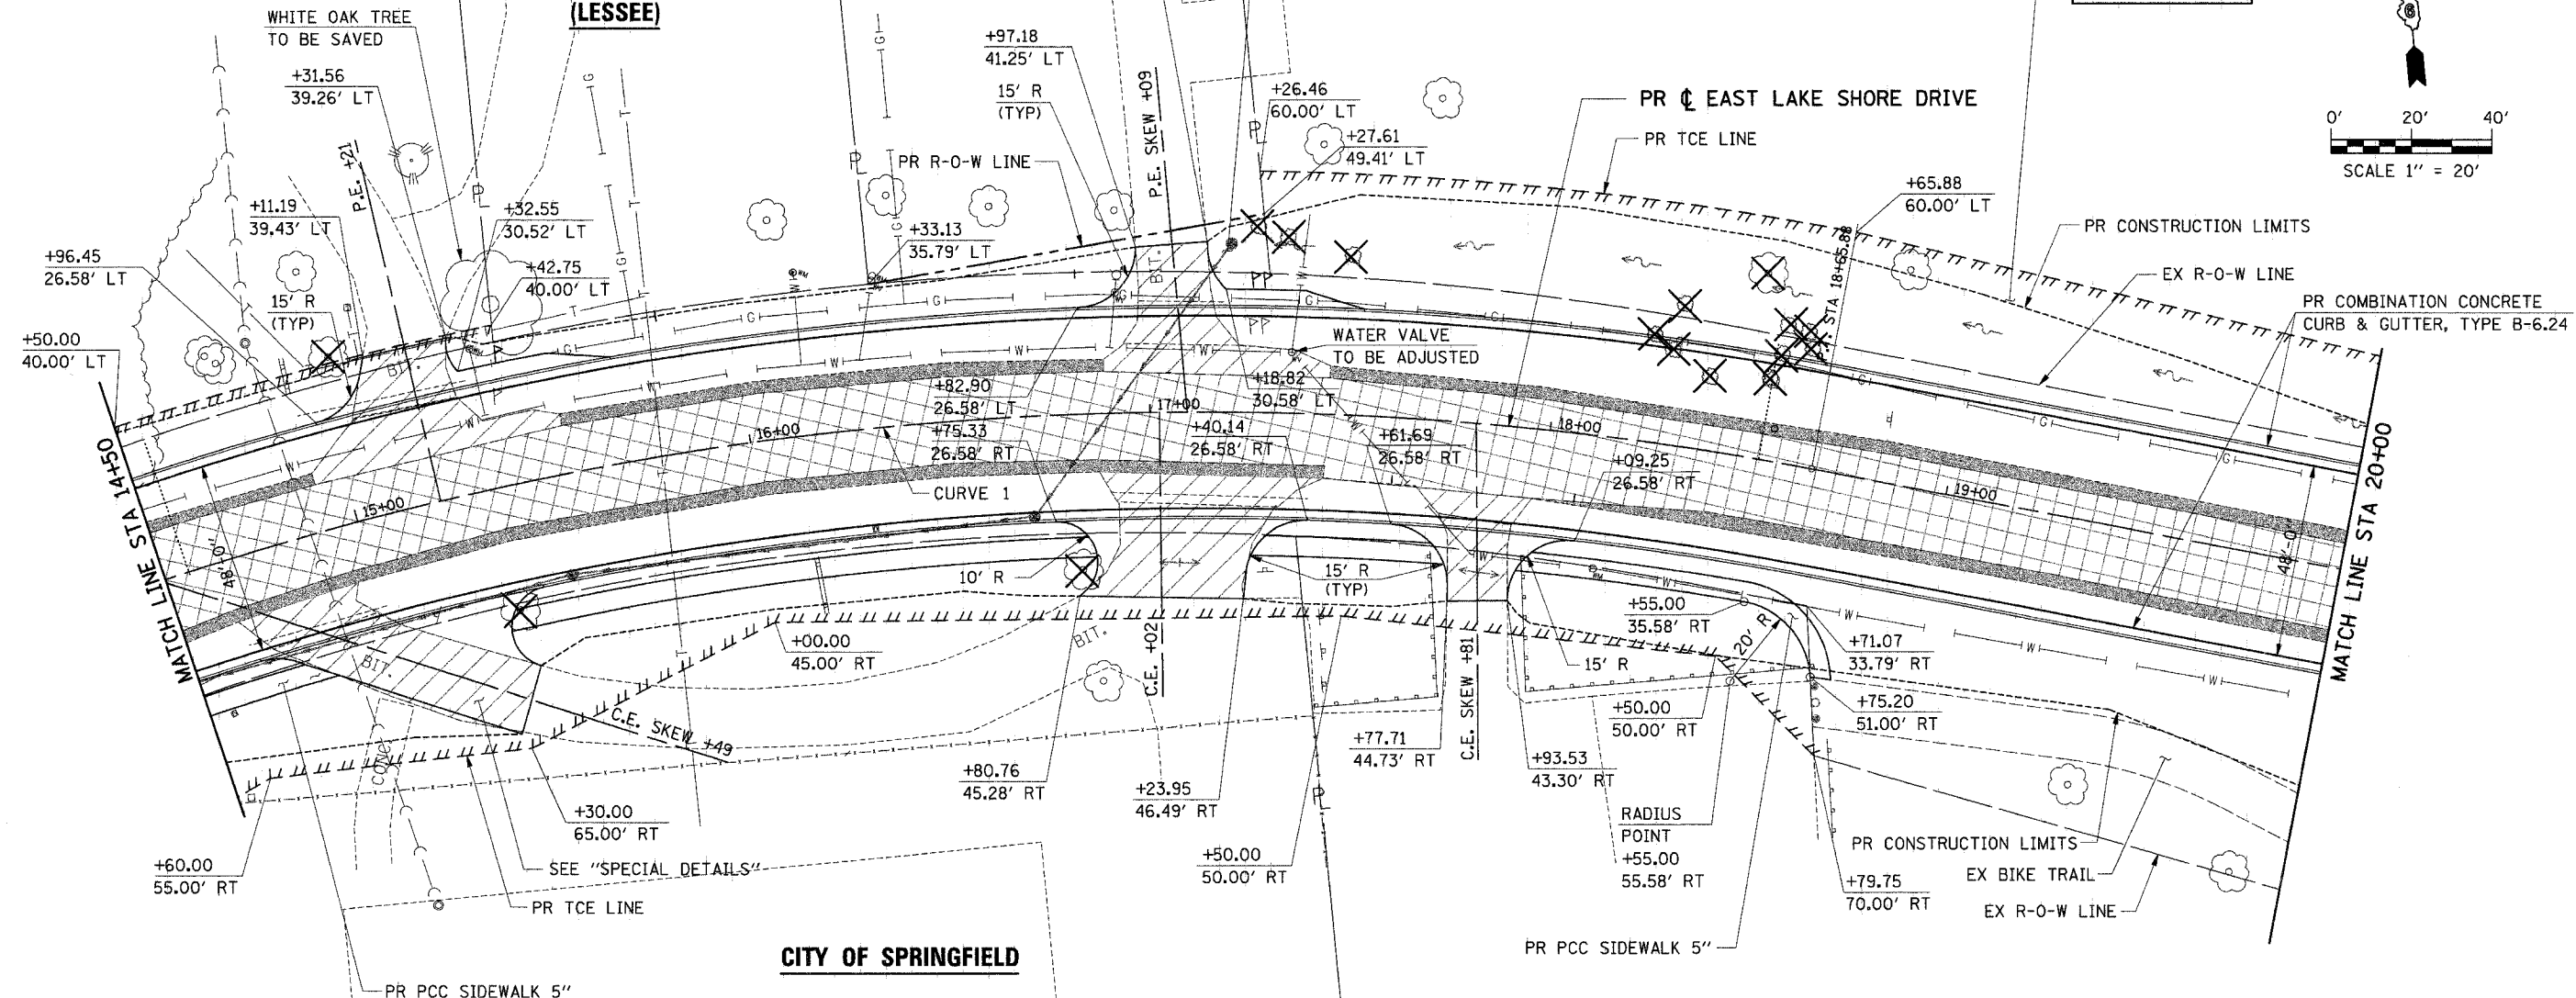 WHITE OAK TREE
TO BE SAVED
(LESSEE)
+31.56
39.26' LT
+97.18
41.25' LT
15' R
(TYP)
P.E. SKEW +09
+26.46
60.00' LT
+27.61
49.41' LT
PR ℄ EAST LAKE SHORE DRIVE
PR TCE LINE
6
0' 20' 40'
SCALE 1" = 20'
P.E. +21
PR R-O-W LINE
+11.19
39.43' LT
+32.55
30.52' LT
+33.13
35.79' LT
+65.88
60.00' LT
PR CONSTRUCTION LIMITS
+96.45
26.58' LT
+42.75
40.00' LT
15' R
(TYP)
BIT.
P.I. STA 18+65.88
EX R-O-W LINE
PR COMBINATION CONCRETE
CURB & GUTTER, TYPE B-6.24
+50.00
40.00' LT
BIT.
WATER VALVE
TO BE ADJUSTED
+82.90
26.58' LT
+18.82
30.58' LT
15+00
16+00
17+00
18+00
19+00
+75.33
26.58' RT
+40.14
26.58' RT
+61.69
26.58' RT
+09.25
26.58' RT
CURVE 1
MATCH LINE STA 14+50
MATCH LINE STA 20+00
48'-0"
48'-0"
10' R
15' R
(TYP)
15' R
20' R
+55.00
35.58' RT
+71.07
33.79' RT
+00.00
45.00' RT
BIT.
BIT.
C.E. +02
C.E. SKEW +81
C.E. SKEW +49
CONC.
+50.00
50.00' RT
+75.20
51.00' RT
+77.71
44.73' RT
+93.53
43.30' RT
+80.76
45.28' RT
+23.95
46.49' RT
+30.00
65.00' RT
RADIUS
POINT
+55.00
55.58' RT
PR CONSTRUCTION LIMITS
+60.00
55.00' RT
SEE "SPECIAL DETAILS"
+50.00
50.00' RT
EX BIKE TRAIL
+79.75
70.00' RT
PR TCE LINE
EX R-O-W LINE
CITY OF SPRINGFIELD
PR PCC SIDEWALK 5"
PR PCC SIDEWALK 5"